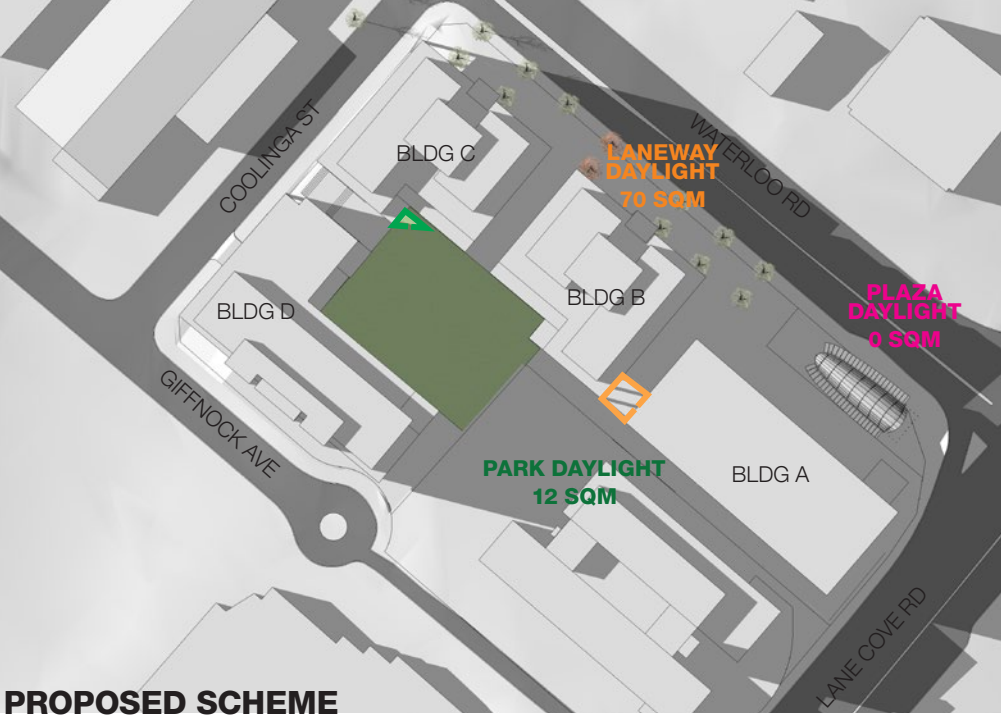 COOLINGA ST
BLDG C
WATERLOO RD
LANEWAY
DAYLIGHT
70 SQM
BLDG D
BLDG B
PLAZA
DAYLIGHT
0 SQM
GIFFNOCK AVE
PARK DAYLIGHT
12 SQM
BLDG A
LANE COVE RD
PROPOSED SCHEME